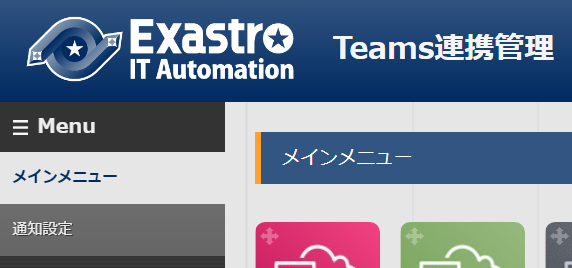 Exastro
IT Automation
Teams連携管理
Menu
メインメニュー
メインメニュー
通知設定